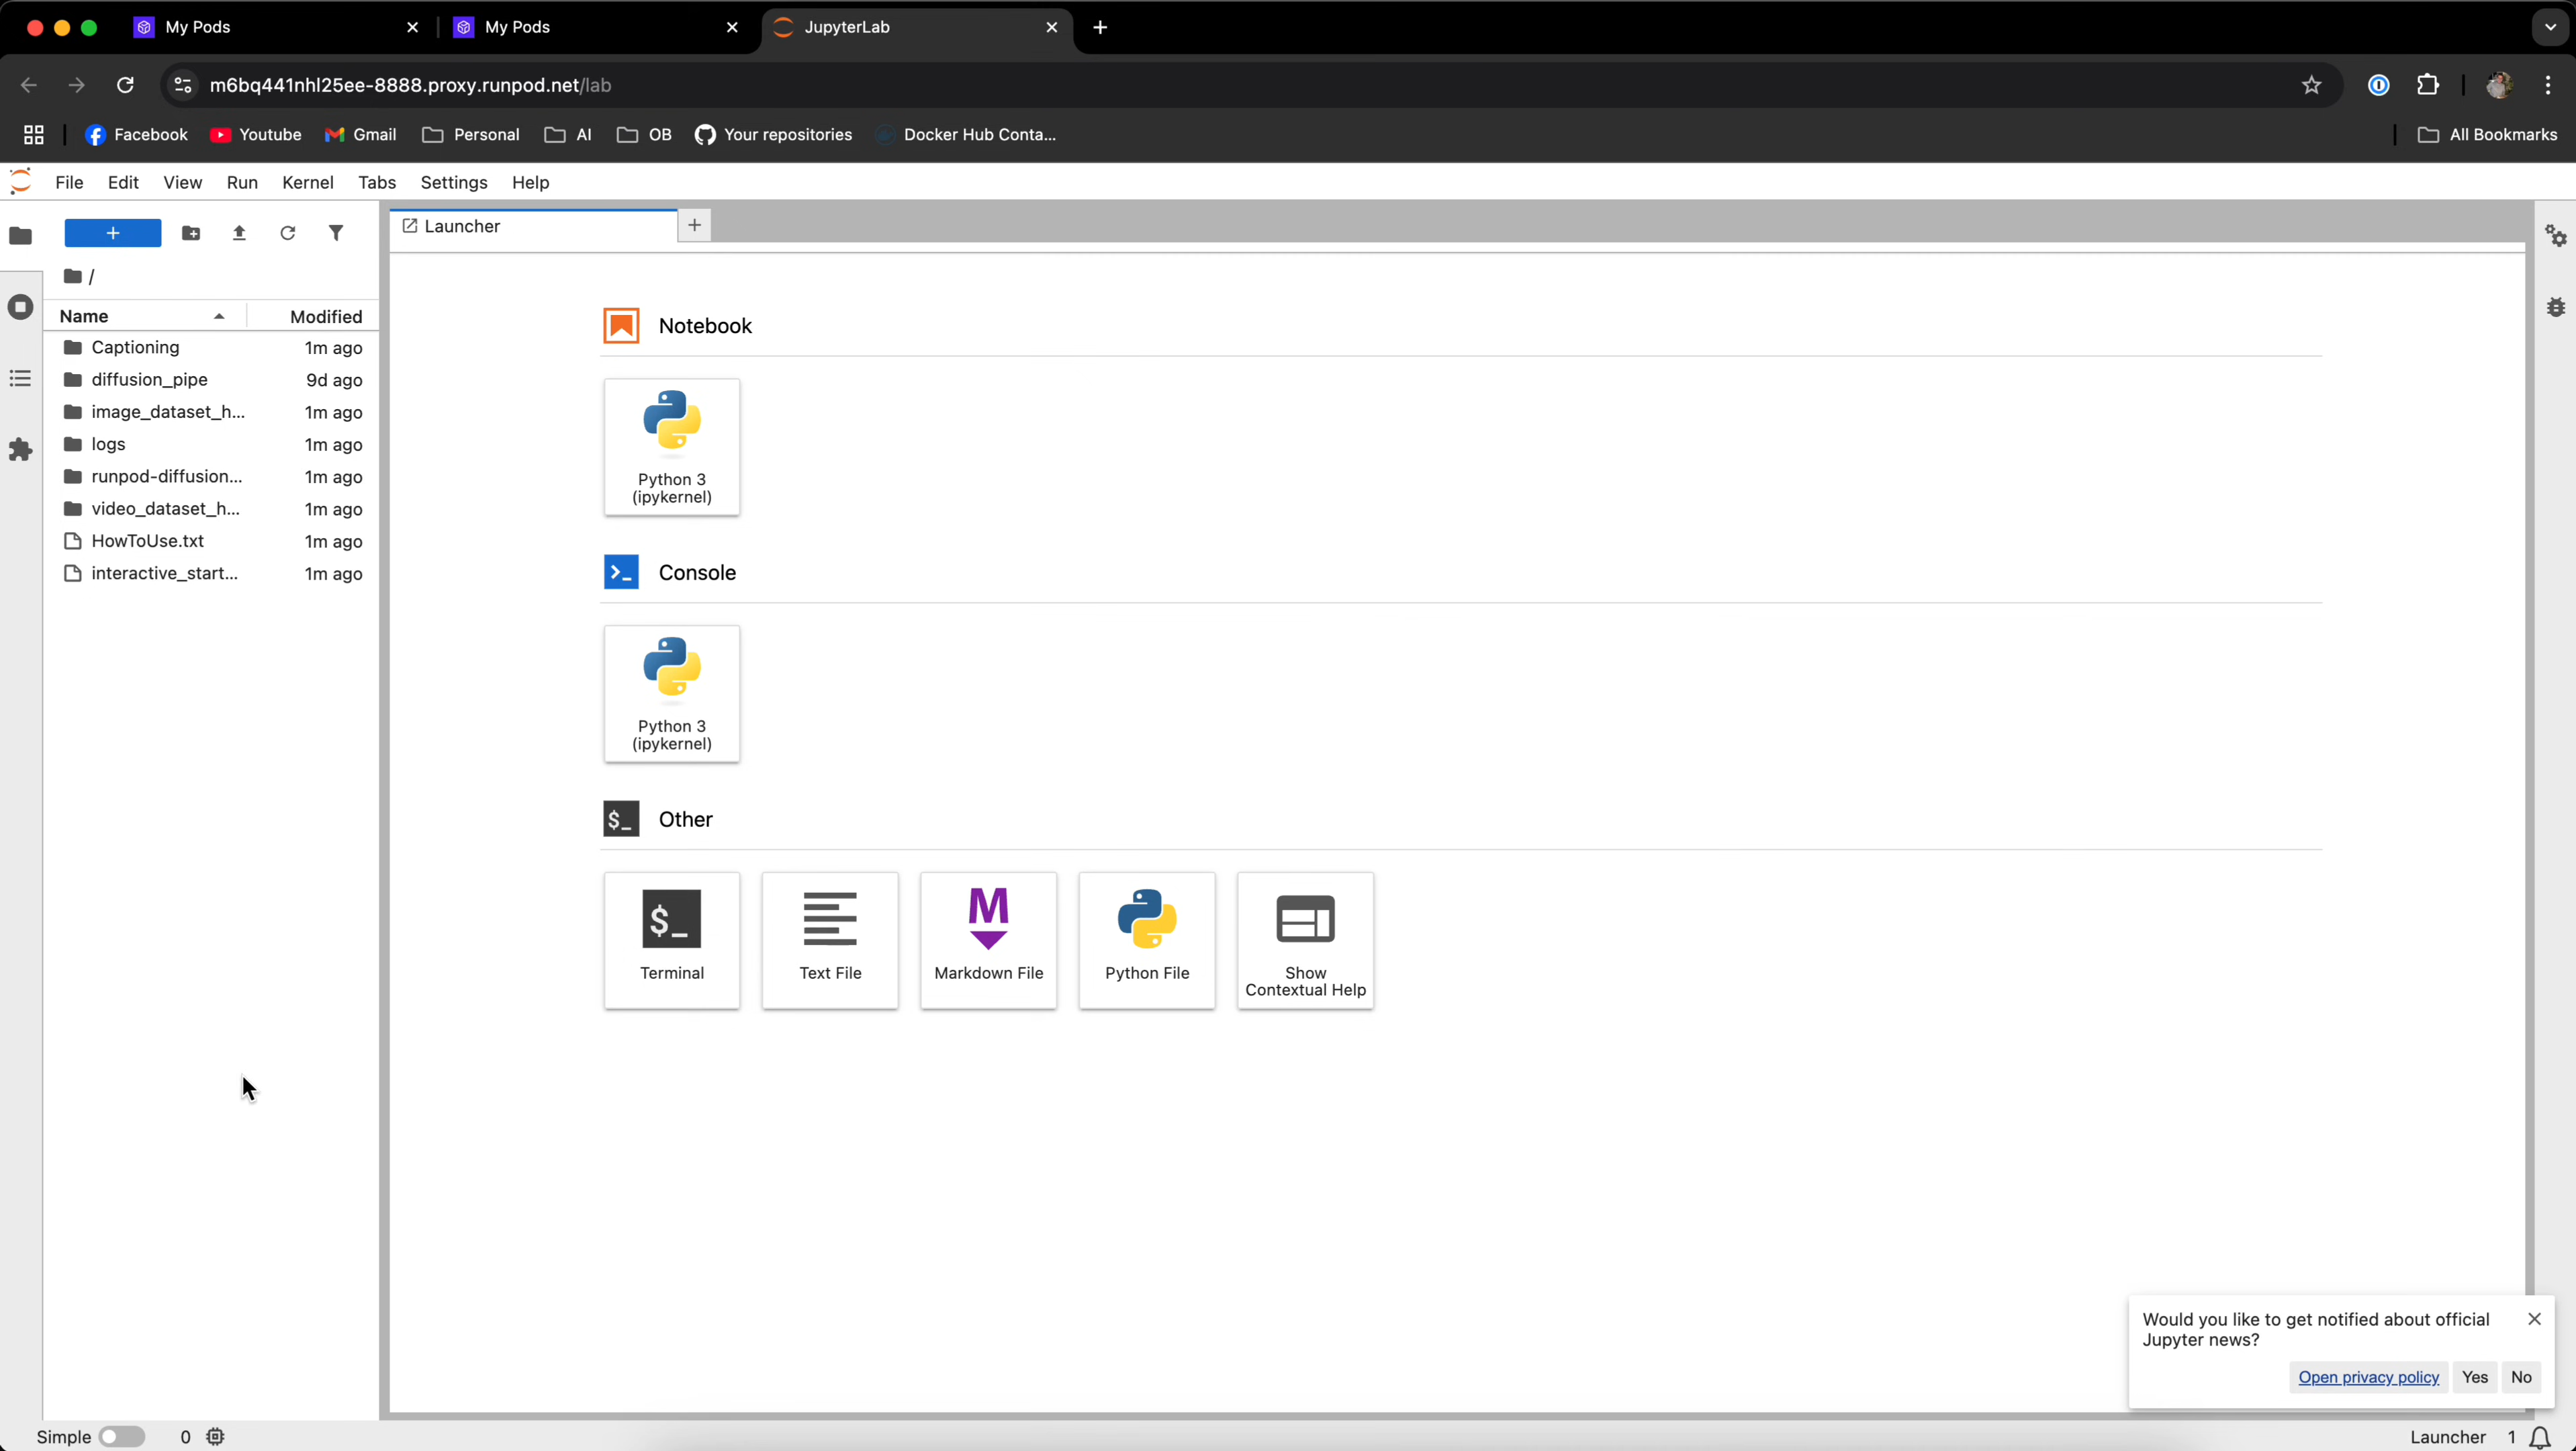 My Pods
My Pods
JupyterLab
m6bq441nhl25ee-8888.proxy.runpod.net/lab
Facebook
Youtube
Gmail
Personal
AI
OB
Your repositories
Docker Hub Conta...
All Bookmarks
File Edit View Run Kernel Tabs Settings Help
Launcher
/
Name Modified
Captioning 1m ago
diffusion_pipe 9d ago
image_dataset_h... 1m ago
logs 1m ago
runpod-diffusion... 1m ago
video_dataset_h... 1m ago
HowToUse.txt 1m ago
interactive_start... 1m ago
Notebook
Python 3
(ipykernel)
Console
Python 3
(ipykernel)
$_ Other
$_
Terminal
Text File
M
Markdown File
Python File
Show
Contextual Help
Would you like to get notified about official
Jupyter news?
Open privacy policy Yes No
Simple 0
Launcher 1